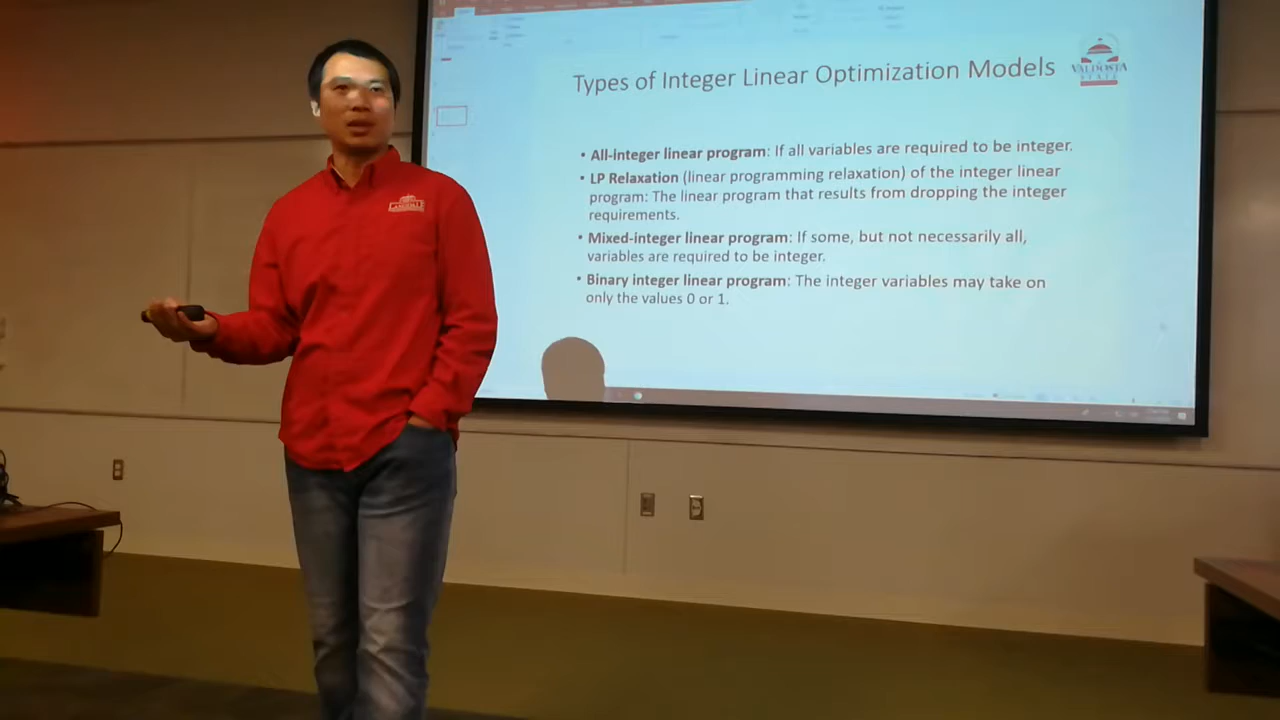 Types of Integer Linear Optimization Models
VALDOSTA
STATE
• All-integer linear program: If all variables are required to be integer.
• LP Relaxation (linear programming relaxation) of the integer linear
program: The linear program that results from dropping the integer
requirements.
• Mixed-integer linear program: If some, but not necessarily all,
variables are required to be integer.
• Binary integer linear program: The integer variables may take on
only the values 0 or 1.